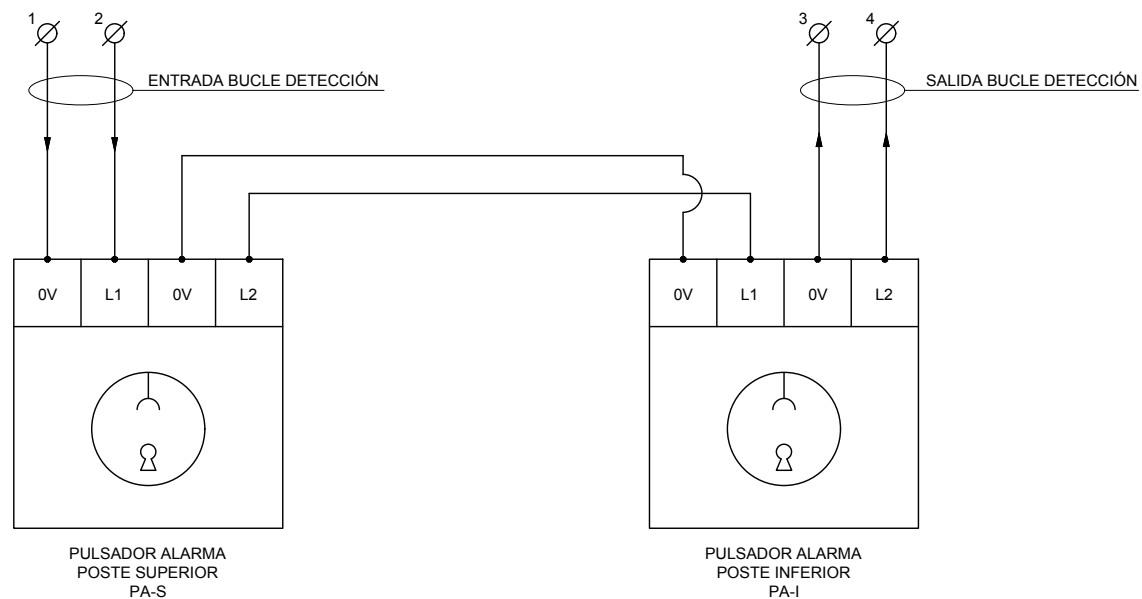 1 2 3 4
ENTRADA BUCLE DETECCIÓN
SALIDA BUCLE DETECCIÓN
0V L1 0V L2
0V L1 0V L2
PULSADOR ALARMA
POSTE SUPERIOR
PA-S
PULSADOR ALARMA
POSTE INFERIOR
PA-I